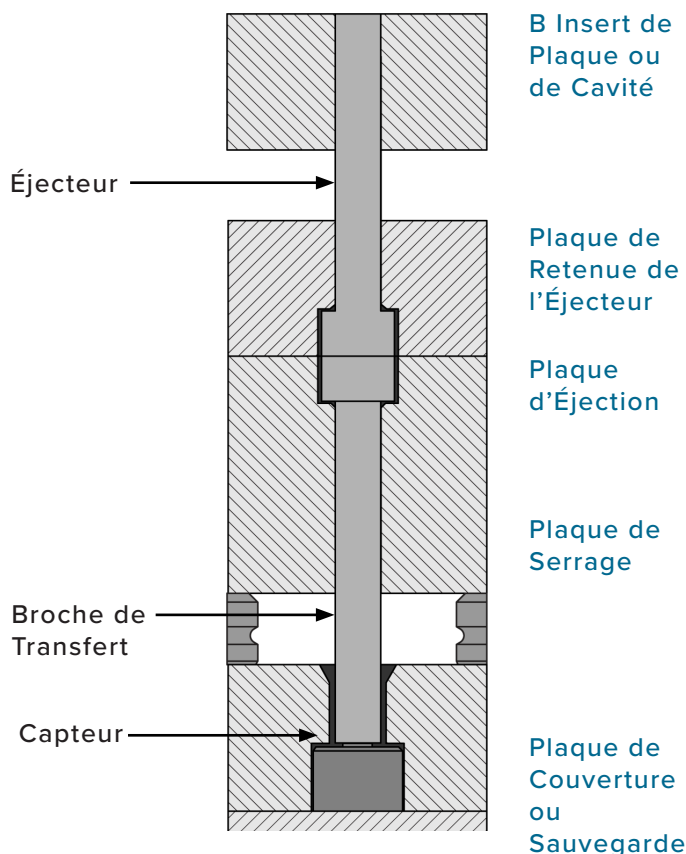 B Insert de
Plaque ou
de Cavité
Éjecteur
Plaque de
Retenue de
l’Éjecteur
Plaque
d’Éjection
Plaque de
Serrage
Broche de
Transfert
Capteur
Plaque de
Couverture
ou
Sauvegarde